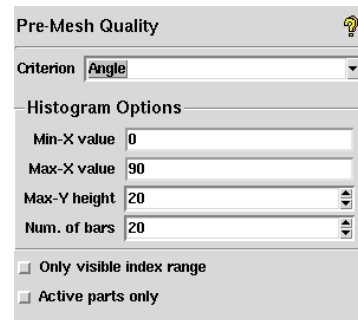 Pre-Mesh Quality
Criterion Angle
Histogram Options
Min-X value 0
Max-X value 90
Max-Y height 20
Num. of bars 20
Only visible index range
Active parts only